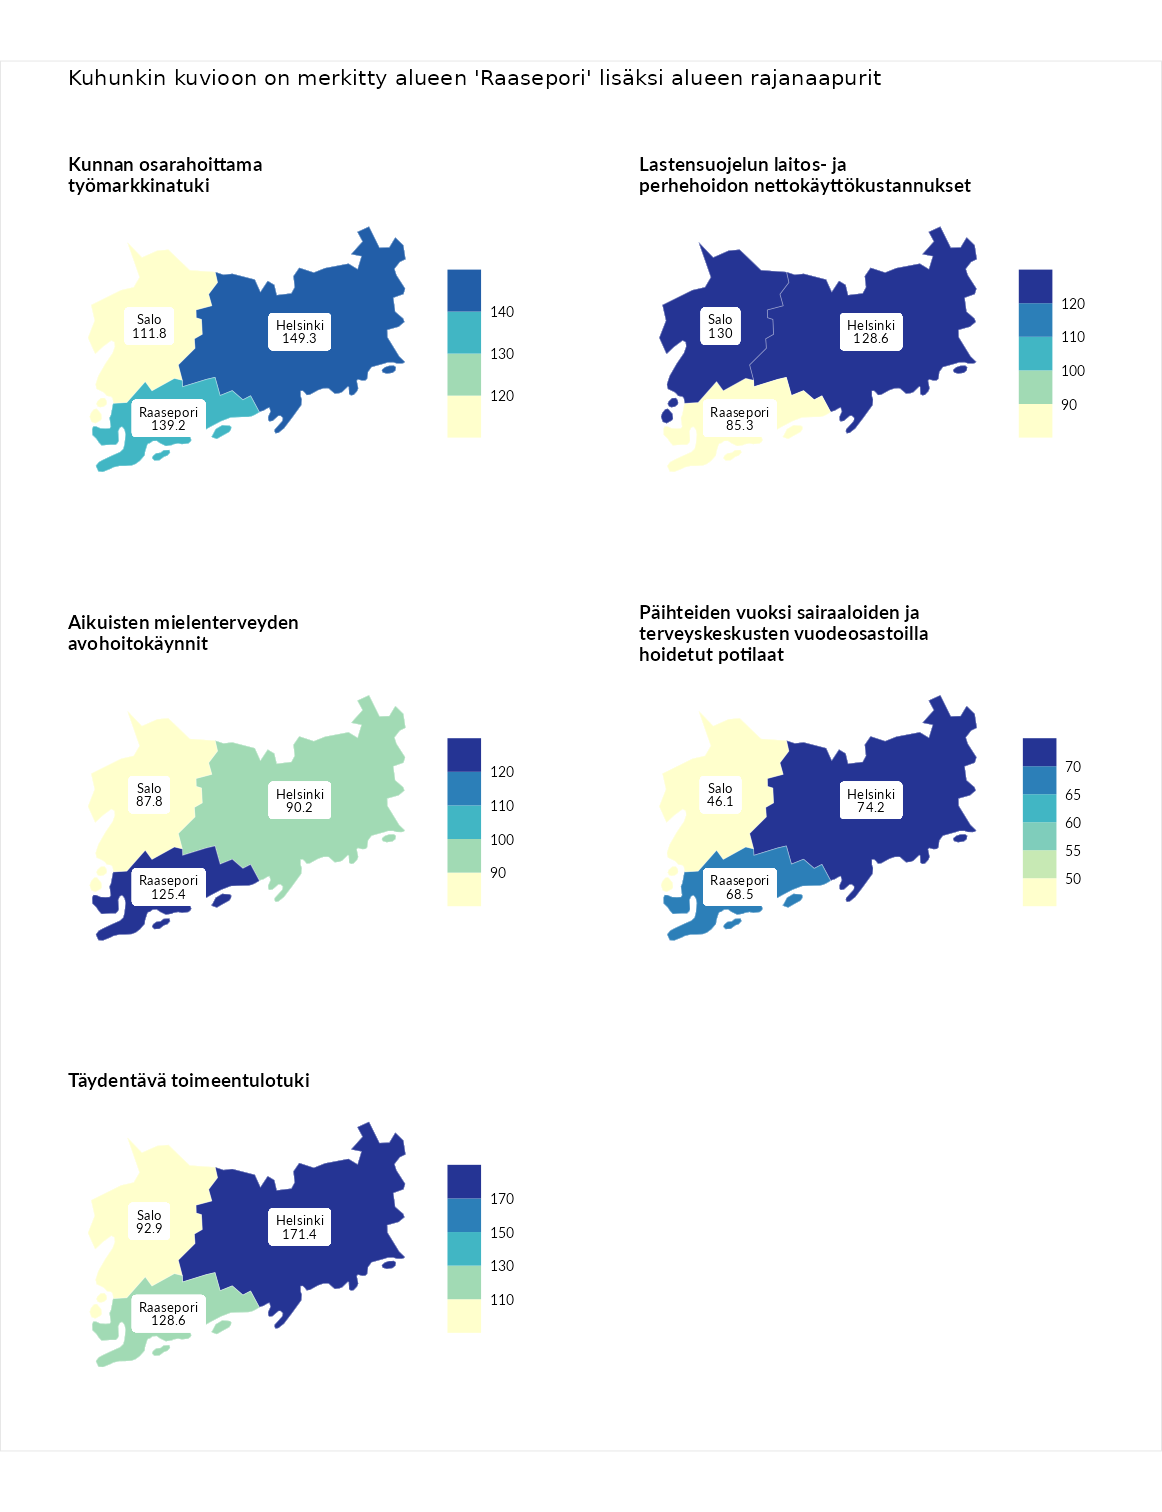 Kuhunkin kuvioon on merkitty alueen 'Raasepori' lisäksi alueen rajanaapurit
Kunnan osarahoittama
työmarkkinatuki
Salo
111.8
Helsinki
149.3
Raasepori
139.2
140
130
120
Lastensuojelun laitos- ja
perhehoidon nettokäyttökustannukset
Salo
130
Helsinki
128.6
Raasepori
85.3
120
110
100
90
Aikuisten mielenterveyden
avohoitokäynnit
Salo
87.8
Helsinki
90.2
Raasepori
125.4
120
110
100
90
Päihteiden vuoksi sairaaloiden ja
terveyskeskusten vuodeosastoilla
hoidetut potilaat
Salo
46.1
Helsinki
74.2
Raasepori
68.5
70
65
60
55
50
Täydentävä toimeentulotuki
Salo
92.9
Helsinki
171.4
Raasepori
128.6
170
150
130
110